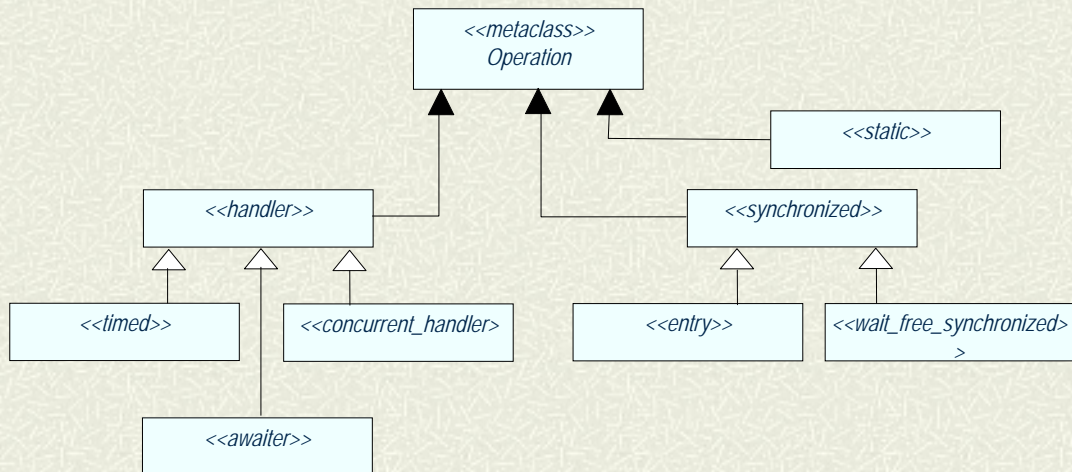 <<metaclass>>
Operation
<<static>>
<<handler>>
<<synchronized>>
<<timed>>
<<concurrent_handler>
<<entry>>
<<wait_free_synchronized>
>
<<awaiter>>